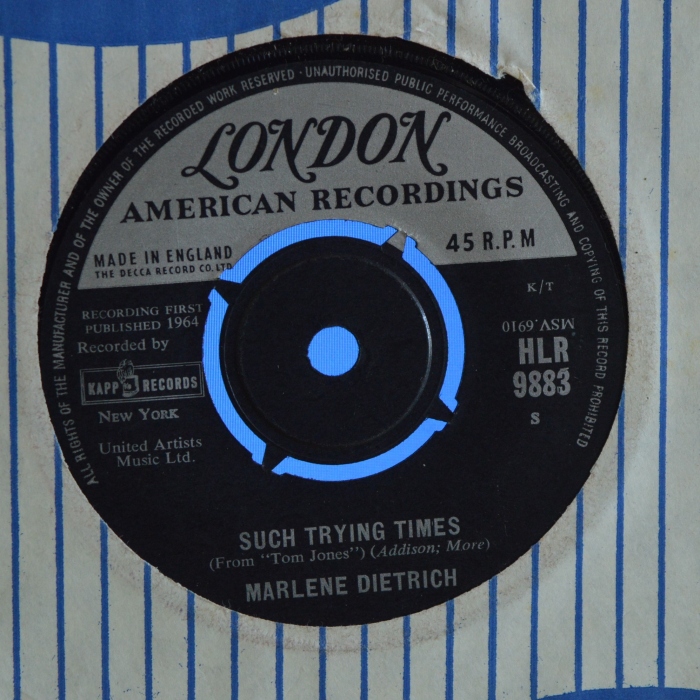 ALL RIGHTS OF THE MANUFACTURER AND OF THE OWNER OF THE RECORDED WORK RESERVED · UNAUTHORISED PUBLIC PERFORMANCE BROADCASTING AND COPYING OF THIS RECORD PROHIBITED
LONDON
AMERICAN RECORDINGS
MADE IN ENGLAND
THE DECCA RECORD CO. LTD
45 R.P.M
K/T
RECORDING FIRST
PUBLISHED 1964
MSV.6910
Recorded by
KAPP RECORDS
HLR
9883
NEW YORK
S
United Artists
Music Ltd.
SUCH TRYING TIMES
(From "Tom Jones") (Addison; More)
MARLENE DIETRICH